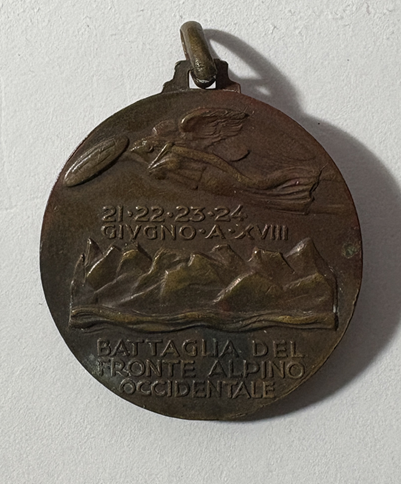 21·22·23·24
GIVGNO·A·XVIII
BATTAGLIA DEL
FRONTE ALPINO
OCCIDENTALE